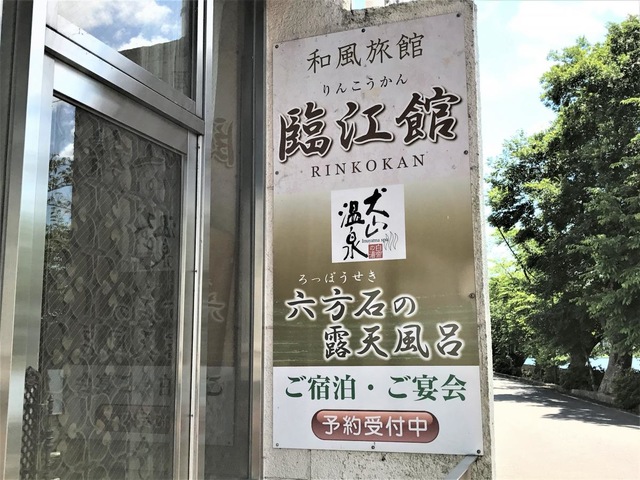 和風旅館
りんこうかん
臨江館
RINKOKAN
犬山
温泉
inuyama spa
ろっぽうせき
六方石の
露天風呂
ご宿泊・ご宴会
予約受付中